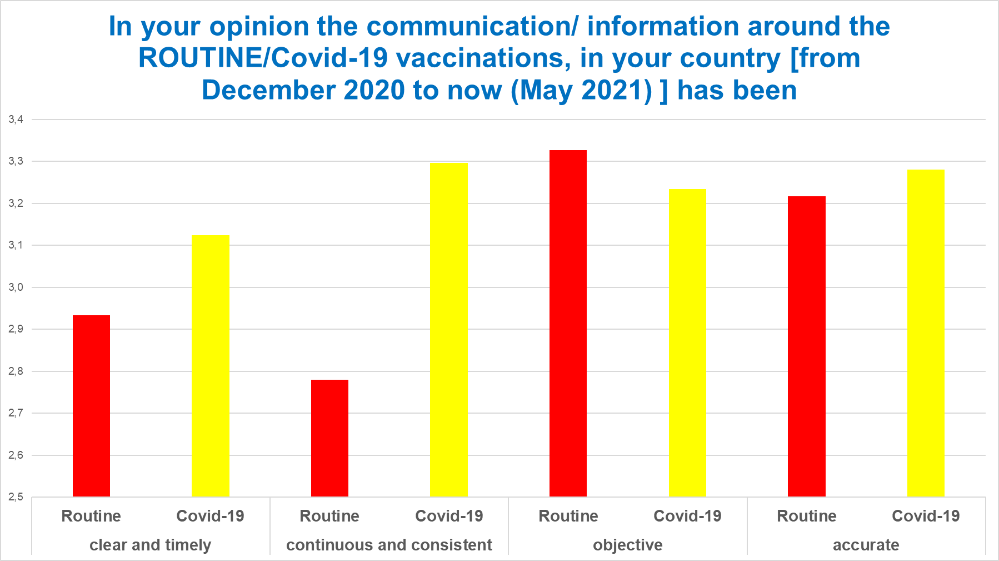 In your opinion the communication/ information around the
ROUTINE/Covid-19 vaccinations, in your country [from
December 2020 to now (May 2021) ] has been
3,4
3,3
3,2
3,1
3,0
2,9
2,8
2,7
2,6
2,5
Routine Covid-19 Routine Covid-19 Routine Covid-19 Routine Covid-19
clear and timely continuous and consistent objective accurate